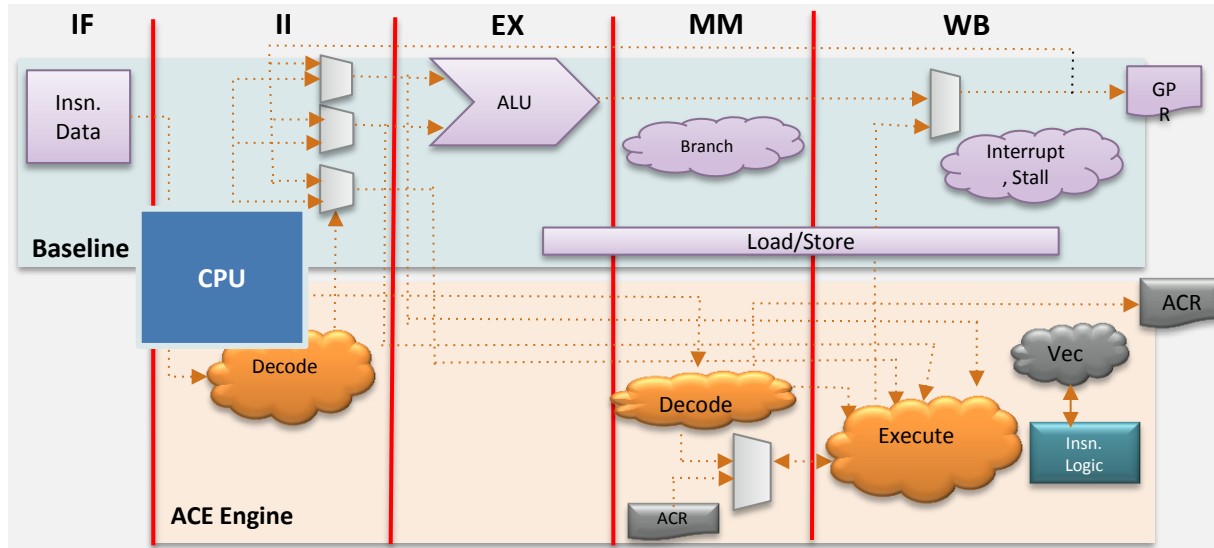 IF
II
EX
MM
WB
Insn.
Data
ALU
Branch
Interrupt
, Stall
GP
R
Load/Store
Baseline
CPU
ACR
Decode
Decode
Execute
Vec
Insn.
Logic
ACR
ACE Engine